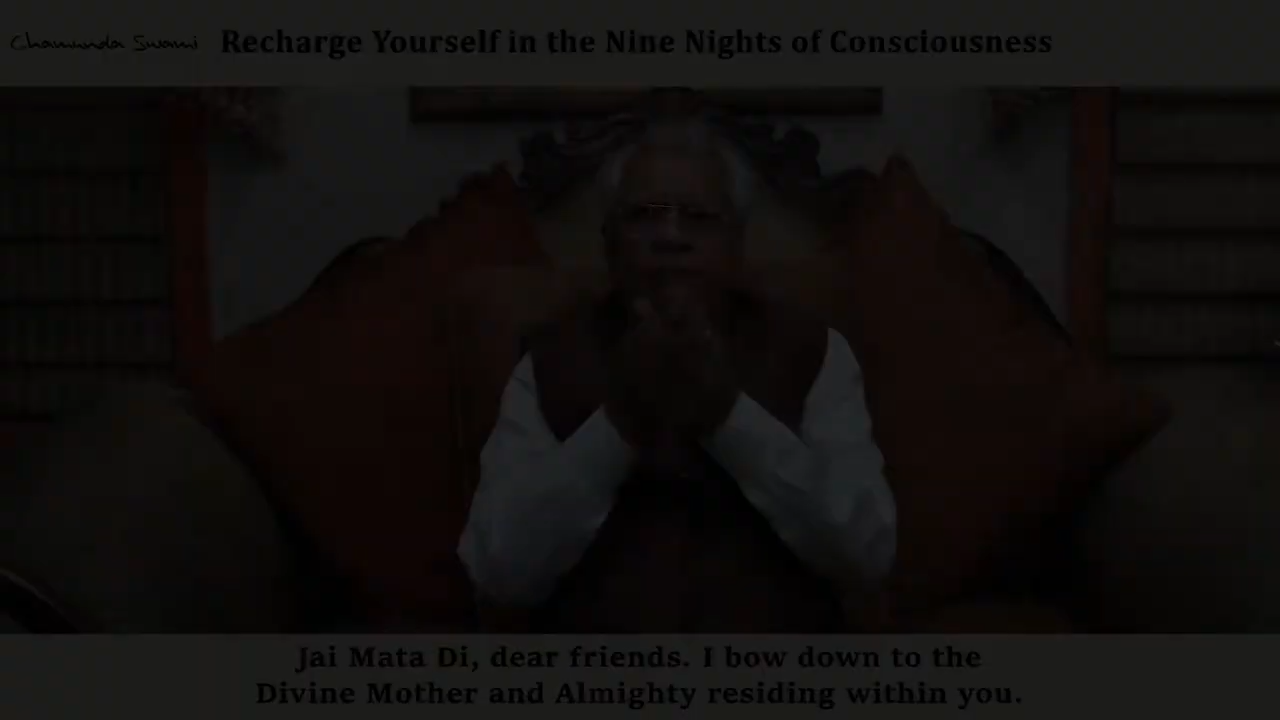 Chamunda Swami
Recharge Yourself in the Nine Nights of Consciousness
Jai Mata Di, dear friends. I bow down to the
Divine Mother and Almighty residing within you.